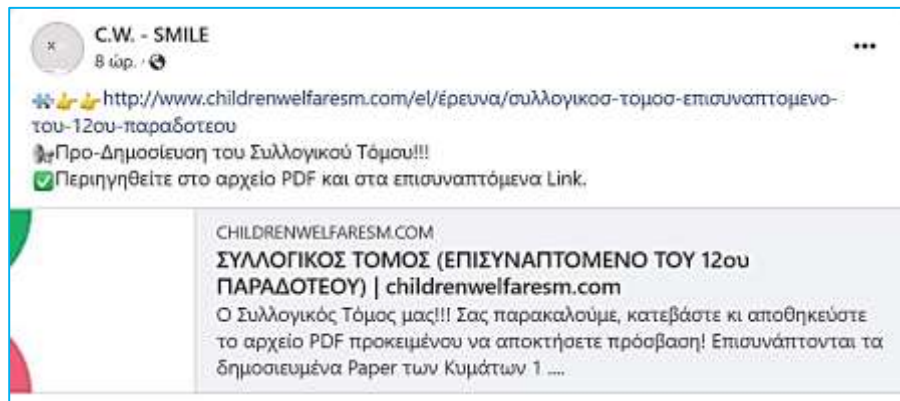 C.W. - SMILE
8 ώρ. ·
http://www.childrenwelfaresm.com/el/έρευνα/συλλογικοσ-τομοσ-επισυναπτομενο-
του-12ου-παραδοτεου
Προ-Δημοσίευση του Συλλογικού Τόμου!!!
Περιηγηθείτε στο αρχείο PDF και στα επισυναπτόμενα Link.
CHILDRENWELFARESM.COM
ΣΥΛΛΟΓΙΚΟΣ ΤΟΜΟΣ (ΕΠΙΣΥΝΑΠΤΟΜΕΝΟ ΤΟΥ 12ου
ΠΑΡΑΔΟΤΕΟΥ) | childrenwelfaresm.com
Ο Συλλογικός Τόμος μας!!! Σας παρακαλούμε, κατεβάστε κι αποθηκεύστε
το αρχείο PDF προκειμένου να αποκτήσετε πρόσβαση! Επισυνάπτονται τα
δημοσιευμένα Paper των Κυμάτων 1 ....